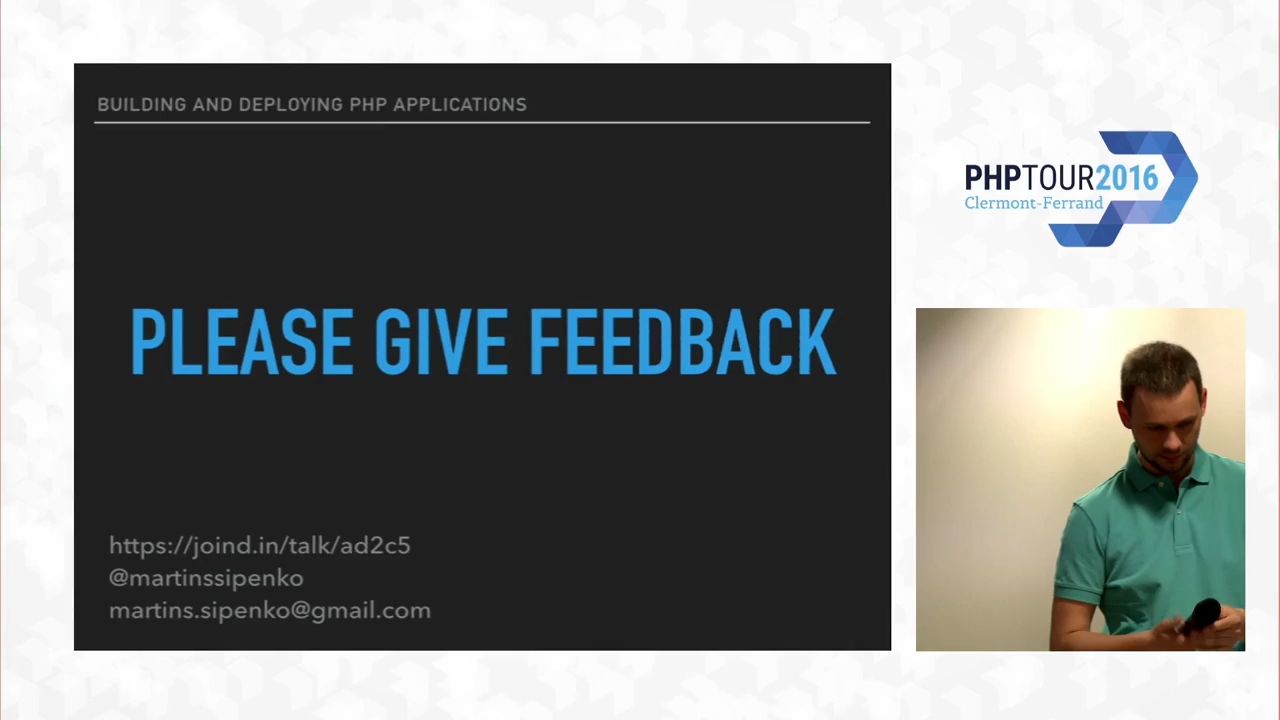 BUILDING AND DEPLOYING PHP APPLICATIONS
PLEASE GIVE FEEDBACK
https://joind.in/talk/ad2c5
@martinssipenko
martins.sipenko@gmail.com
PHPTOUR2016
Clermont-Ferrand